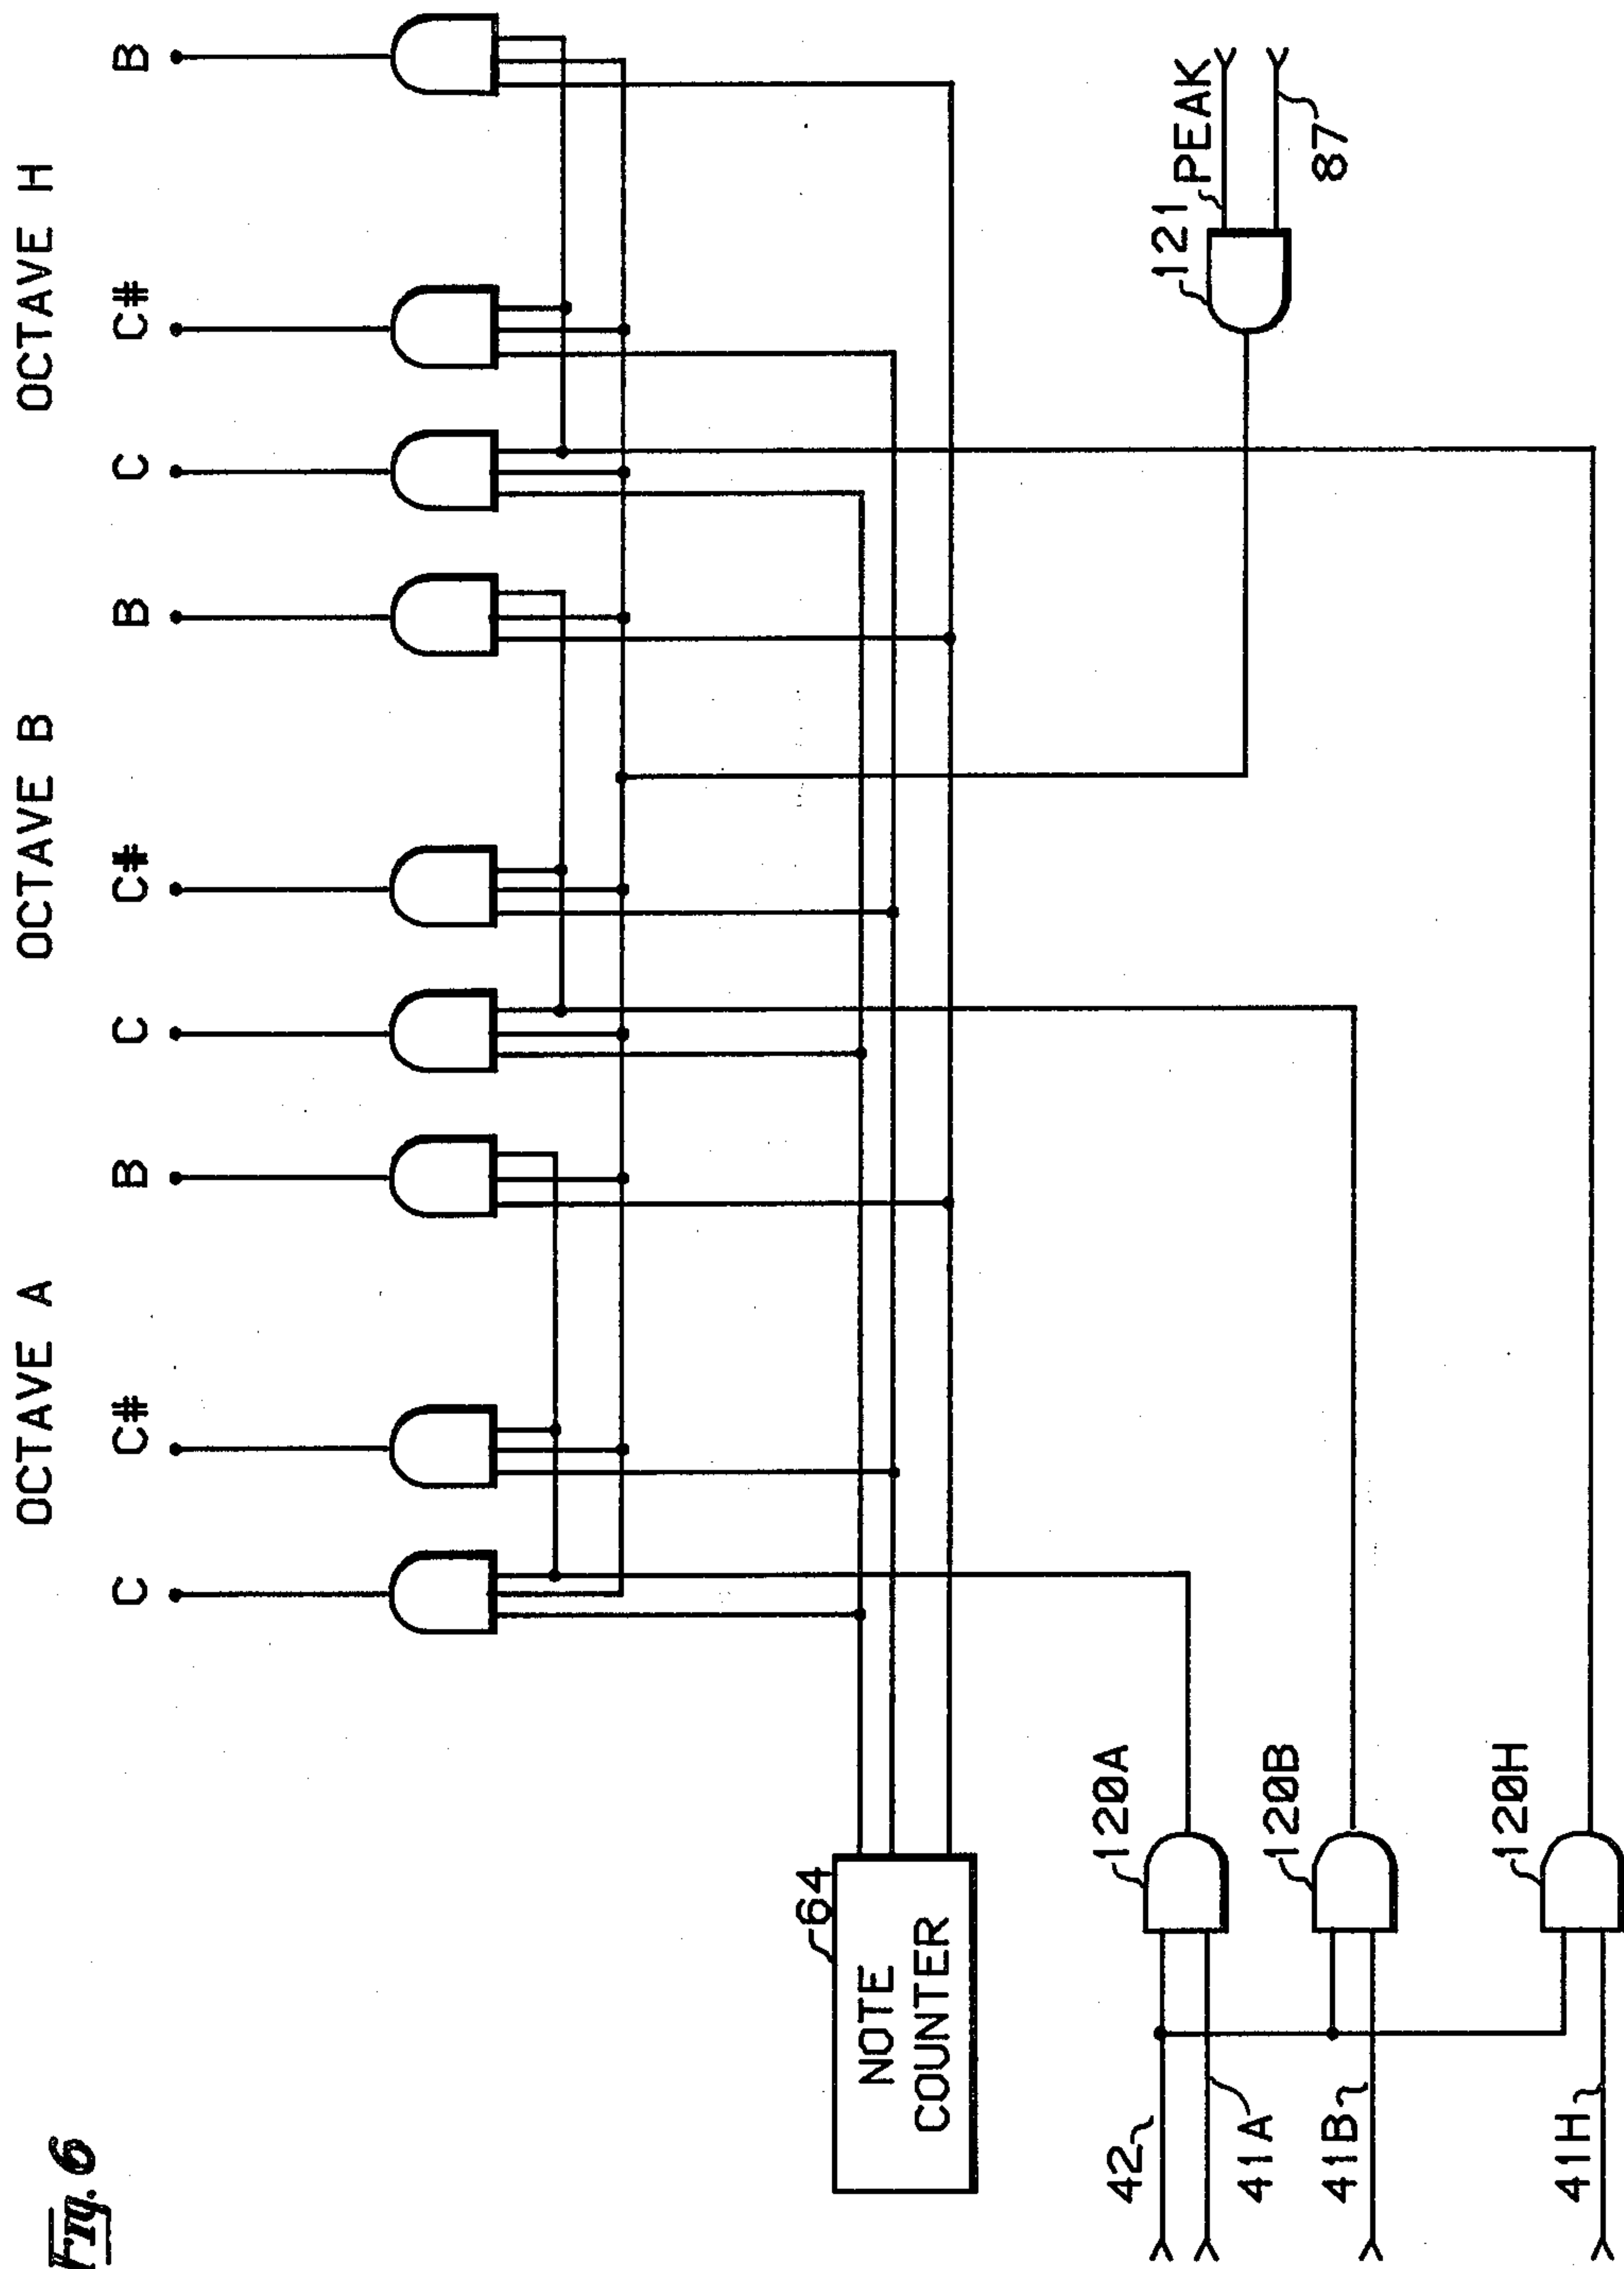 Fig. 6
OCTAVE A
OCTAVE B
OCTAVE H
C
C#
B
C
C#
B
C
C#
B
64
NOTE
COUNTER
42
41A
120A
41B
120B
41H
120H
121
PEAK
87